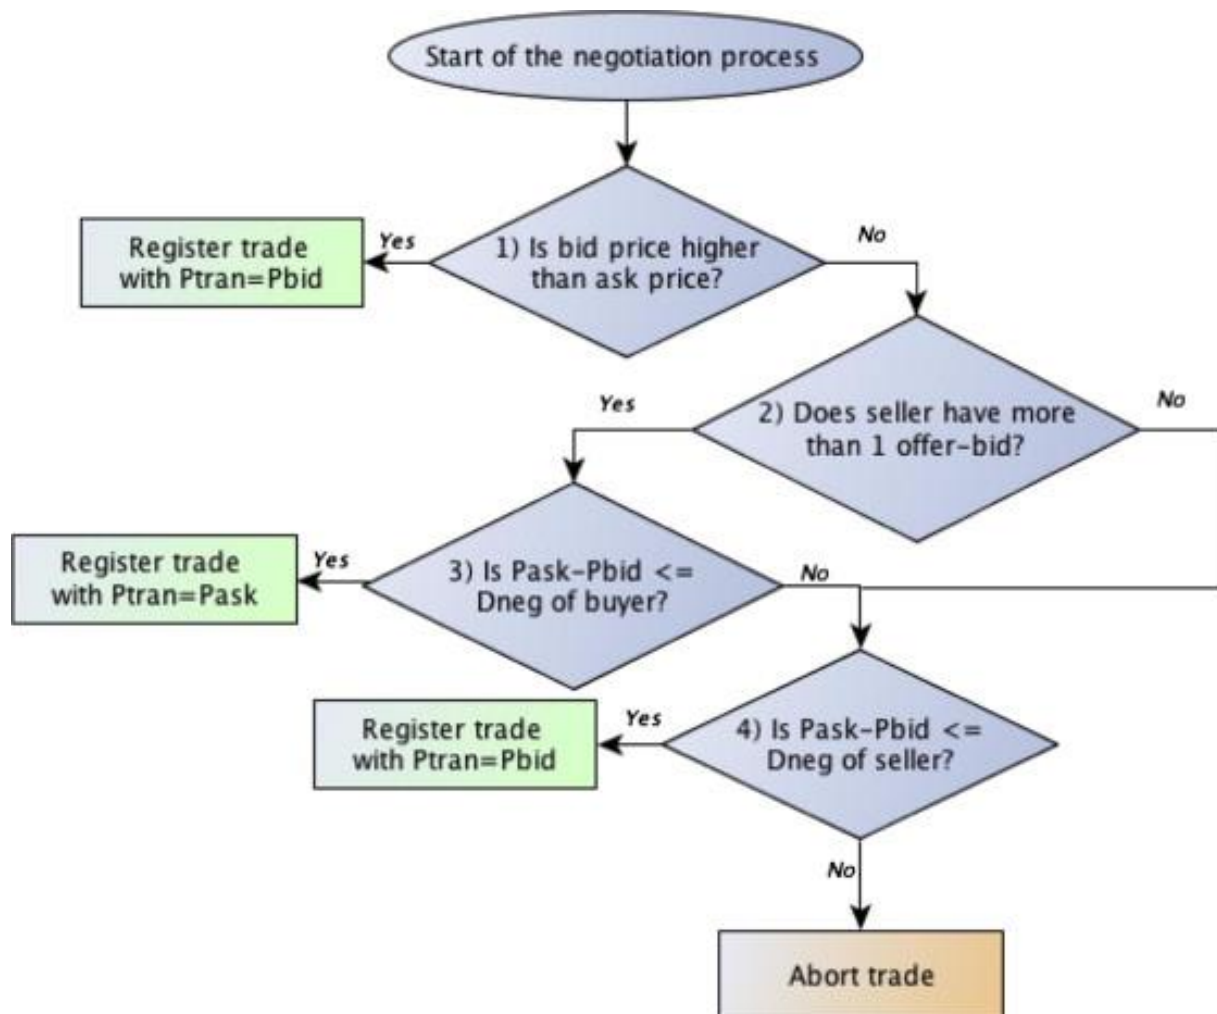 Start of the negotiation process
1) Is bid price higher
than ask price?
Yes
No
Register trade
with Ptran=Pbid
2) Does seller have more
than 1 offer-bid?
Yes
No
3) Is Pask-Pbid <=
Dneg of buyer?
Yes
No
Register trade
with Ptran=Pask
4) Is Pask-Pbid <=
Dneg of seller?
Yes
Register trade
with Ptran=Pbid
No
Abort trade